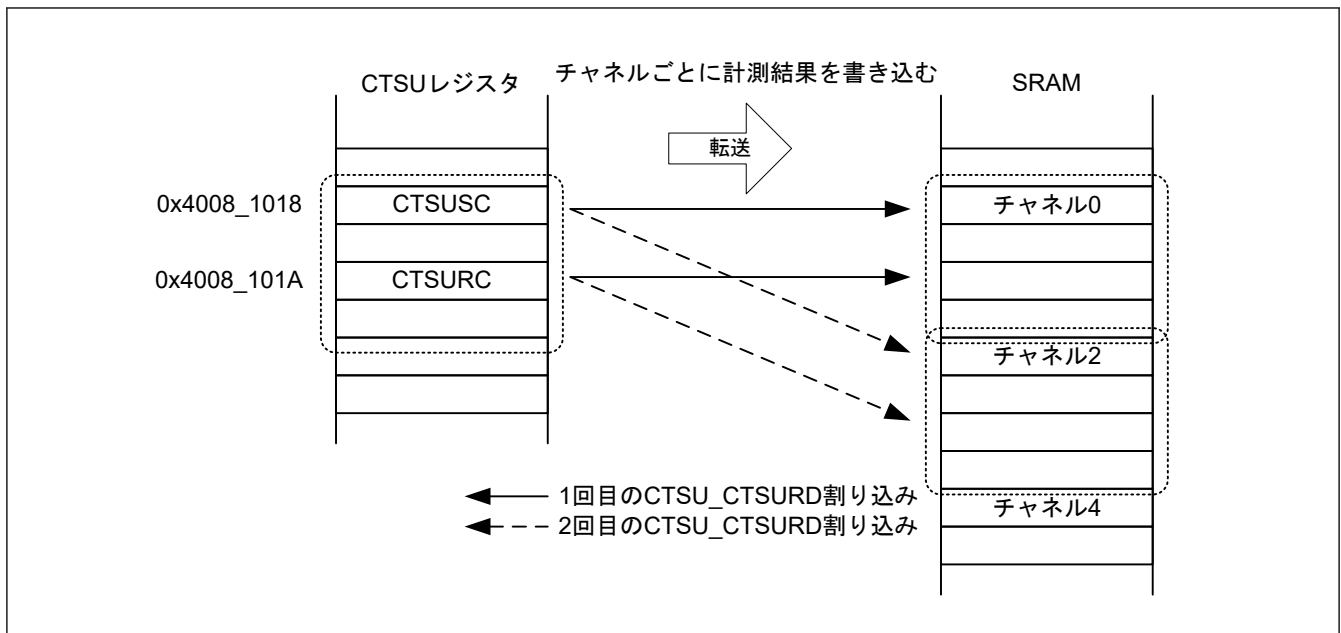 CTSUレジスタ
チャネルごとに計測結果を書き込む
SRAM
転送
0x4008_1018
CTSUSC
チャネル0
0x4008_101A
CTSURC
チャネル2
1回目のCTSU_CTSURD割り込み
2回目のCTSU_CTSURD割り込み
チャネル4